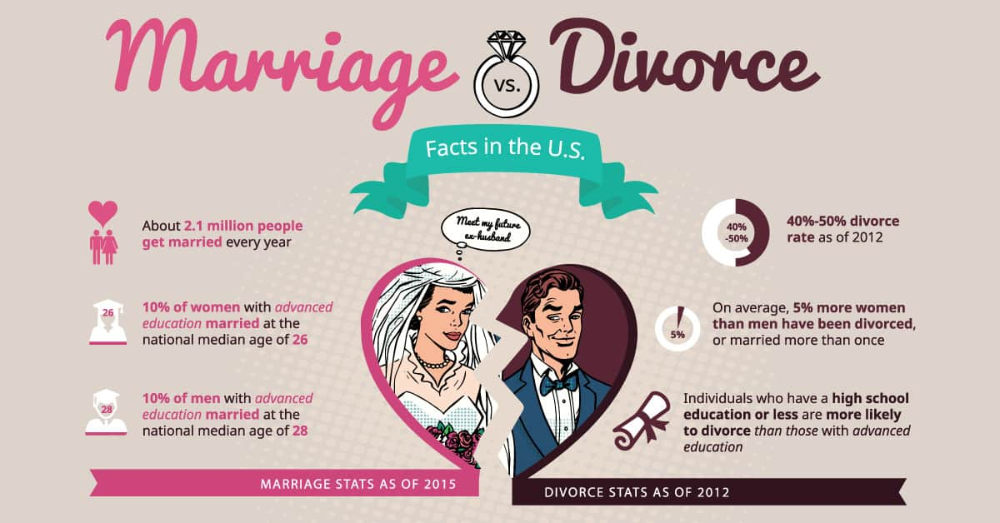 Marriage vs. Divorce
Facts in the U.S.
About 2.1 million people
get married every year
26
10% of women with advanced
education married at the
national median age of 26
28
10% of men with advanced
education married at the
national median age of 28
MARRIAGE STATS AS OF 2015
Meet my future
ex-husband
40%
-50%
40%-50% divorce
rate as of 2012
5%
On average, 5% more women
than men have been divorced,
or married more than once
Individuals who have a high school
education or less are more likely
to divorce than those with advanced
education
DIVORCE STATS AS OF 2012